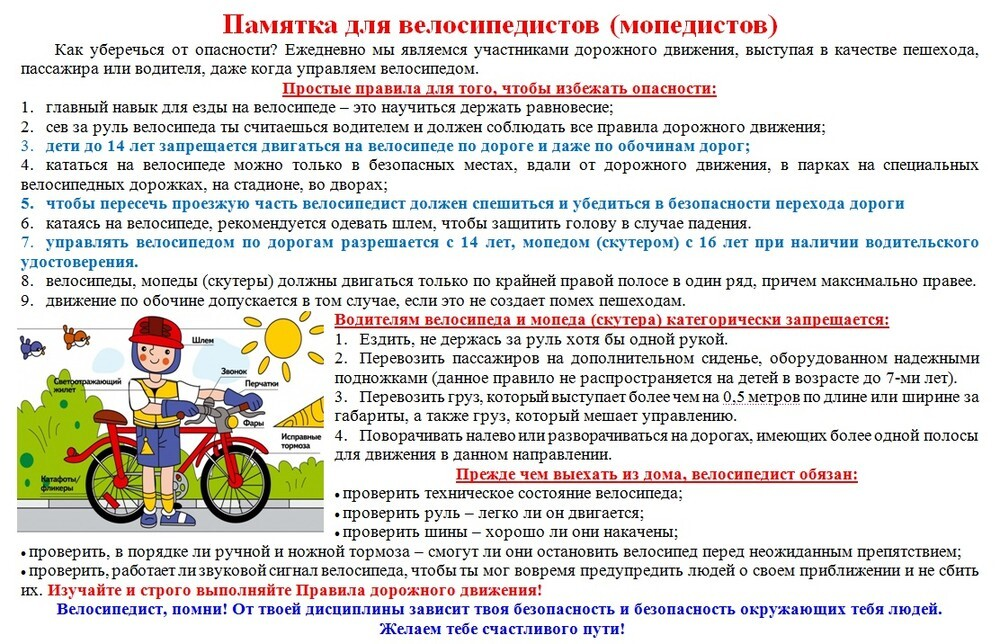 Памятка для велосипедистов (мопедистов)
Как уберечься от опасности? Ежедневно мы являемся участниками дорожного движения, выступая в качестве пешехода,
пассажира или водителя, даже когда управляем велосипедом.
Простые правила для того, чтобы избежать опасности:
1. главный навык для езды на велосипеде – это научиться держать равновесие;
2. сев за руль велосипеда ты считаешься водителем и должен соблюдать все правила дорожного движения;
3. дети до 14 лет запрещается двигаться на велосипеде по дороге и даже по обочинам дорог;
4. кататься на велосипеде можно только в безопасных местах, вдали от дорожного движения, в парках на специальных
велосипедных дорожках, на стадионе, во дворах;
5. чтобы пересечь проезжую часть велосипедист должен спешиться и убедиться в безопасности перехода дороги
6. катаясь на велосипеде, рекомендуется одевать шлем, чтобы защитить голову в случае падения.
7. управлять велосипедом по дорогам разрешается с 14 лет, мопедом (скутером) с 16 лет при наличии водительского
удостоверения.
8. велосипеды, мопеды (скутеры) должны двигаться только по крайней правой полосе в один ряд, причем максимально правее.
9. движение по обочине допускается в том случае, если это не создает помех пешеходам.
Шлем
Звонок
Светоотражающий
жилет
Перчатки
Фары
Исправные
тормоза
Катафоты/
фликеры
Водителям велосипеда и мопеда (скутера) категорически запрещается:
1. Ездить, не держась за руль хотя бы одной рукой.
2. Перевозить пассажиров на дополнительном сиденье, оборудованом надежными
подножками (данное правило не распространяется на детей в возрасте до 7-ми лет).
3. Перевозить груз, который выступает более чем на 0,5 метров по длине или ширине за
габариты, а также груз, который мешает управлению.
4. Поворачивать налево или разворачиваться на дорогах, имеющих более одной полосы
для движения в данном направлении.
Прежде чем выехать из дома, велосипедист обязан:
• проверить техническое состояние велосипеда;
• проверить руль – легко ли он двигается;
• проверить шины – хорошо ли они накачены;
• проверить, в порядке ли ручной и ножной тормоза – смогут ли они остановить велосипед перед неожиданным препятствием;
• проверить, работает ли звуковой сигнал велосипеда, чтобы ты мог вовремя предупредить людей о своем приближении и не сбить
их. Изучайте и строго выполняйте Правила дорожного движения!
Велосипедист, помни! От твоей дисциплины зависит твоя безопасность и безопасность окружающих тебя людей.
Желаем тебе счастливого пути!